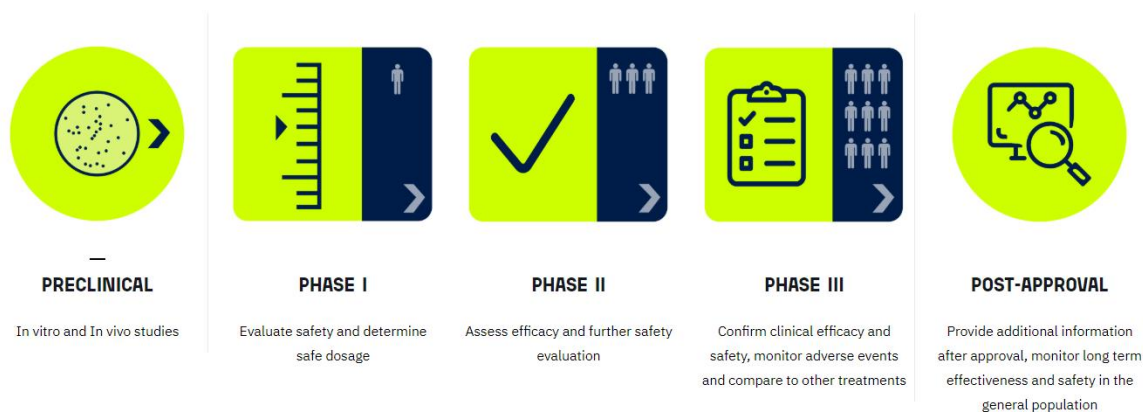 PRECLINICAL
In vitro and In vivo studies
PHASE I
Evaluate safety and determine
safe dosage
PHASE II
Assess efficacy and further safety
evaluation
PHASE III
Confirm clinical efficacy and
safety, monitor adverse events
and compare to other treatments
POST-APPROVAL
Provide additional information
after approval, monitor long term
effectiveness and safety in the
general population